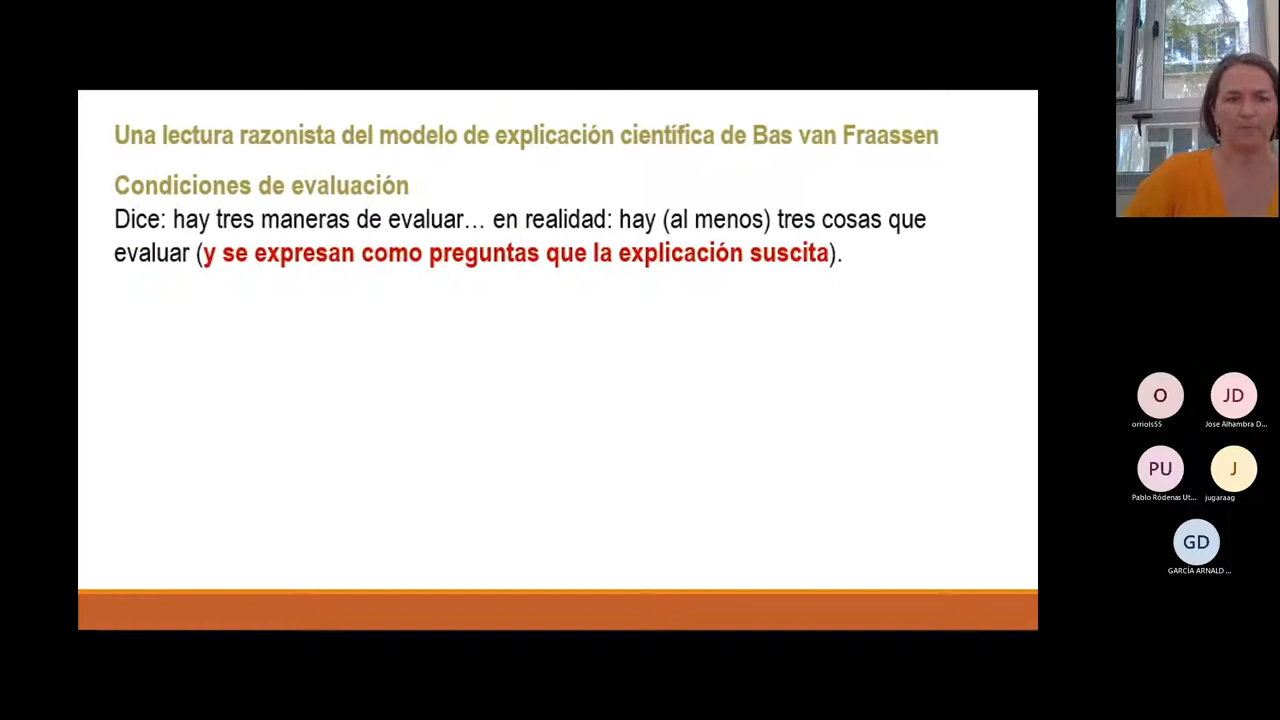 Una lectura razonista del modelo de explicación científica de Bas van Fraassen
Condiciones de evaluación
Dice: hay tres maneras de evaluar… en realidad: hay (al menos) tres cosas que
evaluar (y se expresan como preguntas que la explicación suscita).
O
JD
orriols55
Jose Alhambra D...
PU
J
Pablo Ródenas Ut...
jugaraag
GD
GARCÍA ARNALD ...